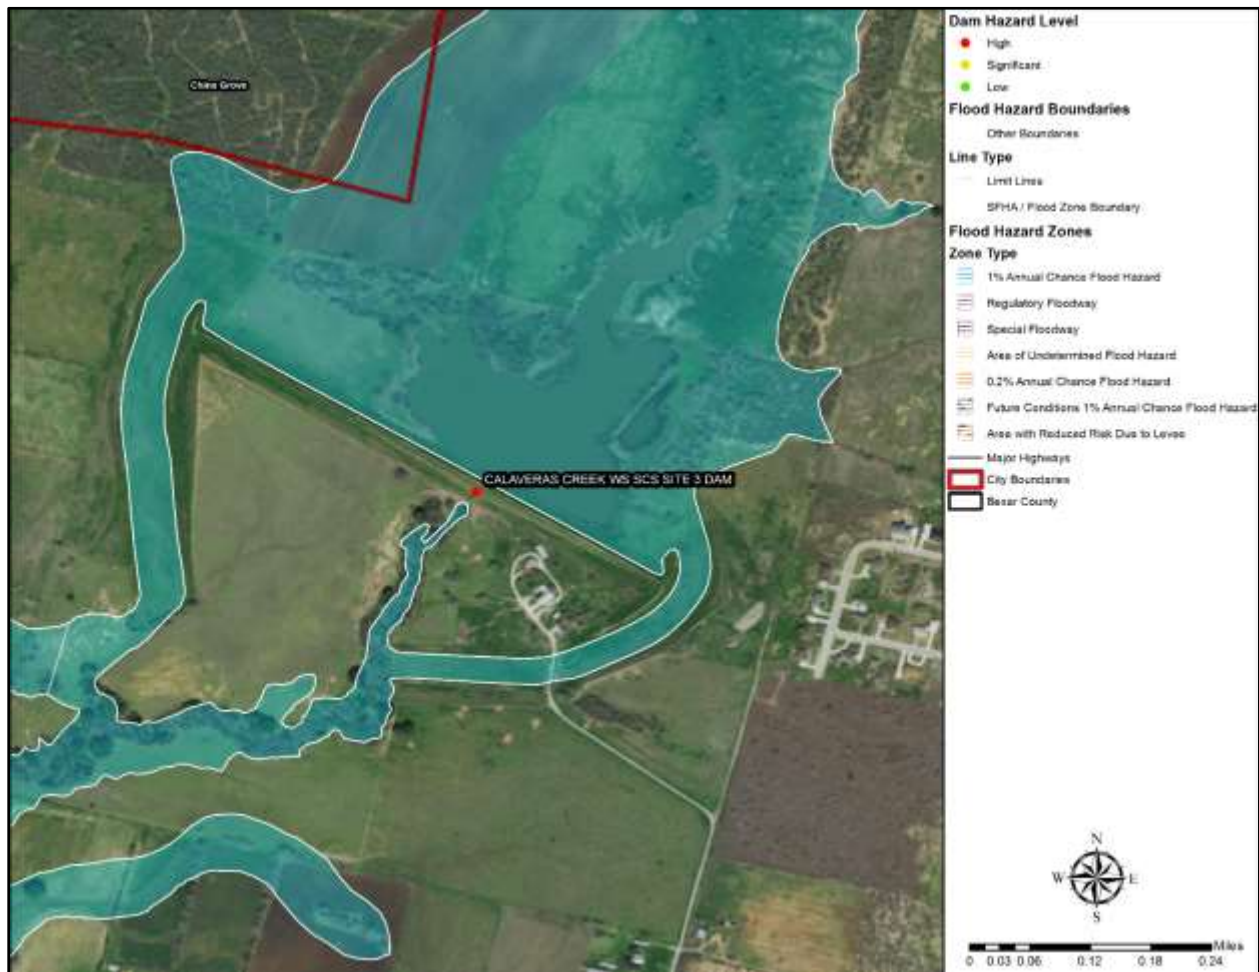 China Grove
CALAVERAS CREEK WS SCS SITE 3 DAM
Dam Hazard Level
High
Significant
Low
Flood Hazard Boundaries
Other Boundaries
Line Type
Limit Lines
SFHA / Flood Zone Boundary
Flood Hazard Zones
Zone Type
1% Annual Chance Flood Hazard
Regulatory Floodway
Special Floodway
Area of Undetermined Flood Hazard
0.2% Annual Chance Flood Hazard
Future Conditions 1% Annual Chance Flood Hazard
Area with Reduced Risk Due to Levee
Major Highways
City Boundaries
Bexar County
N
W E
S
Miles
0 0.03 0.06 0.12 0.18 0.24